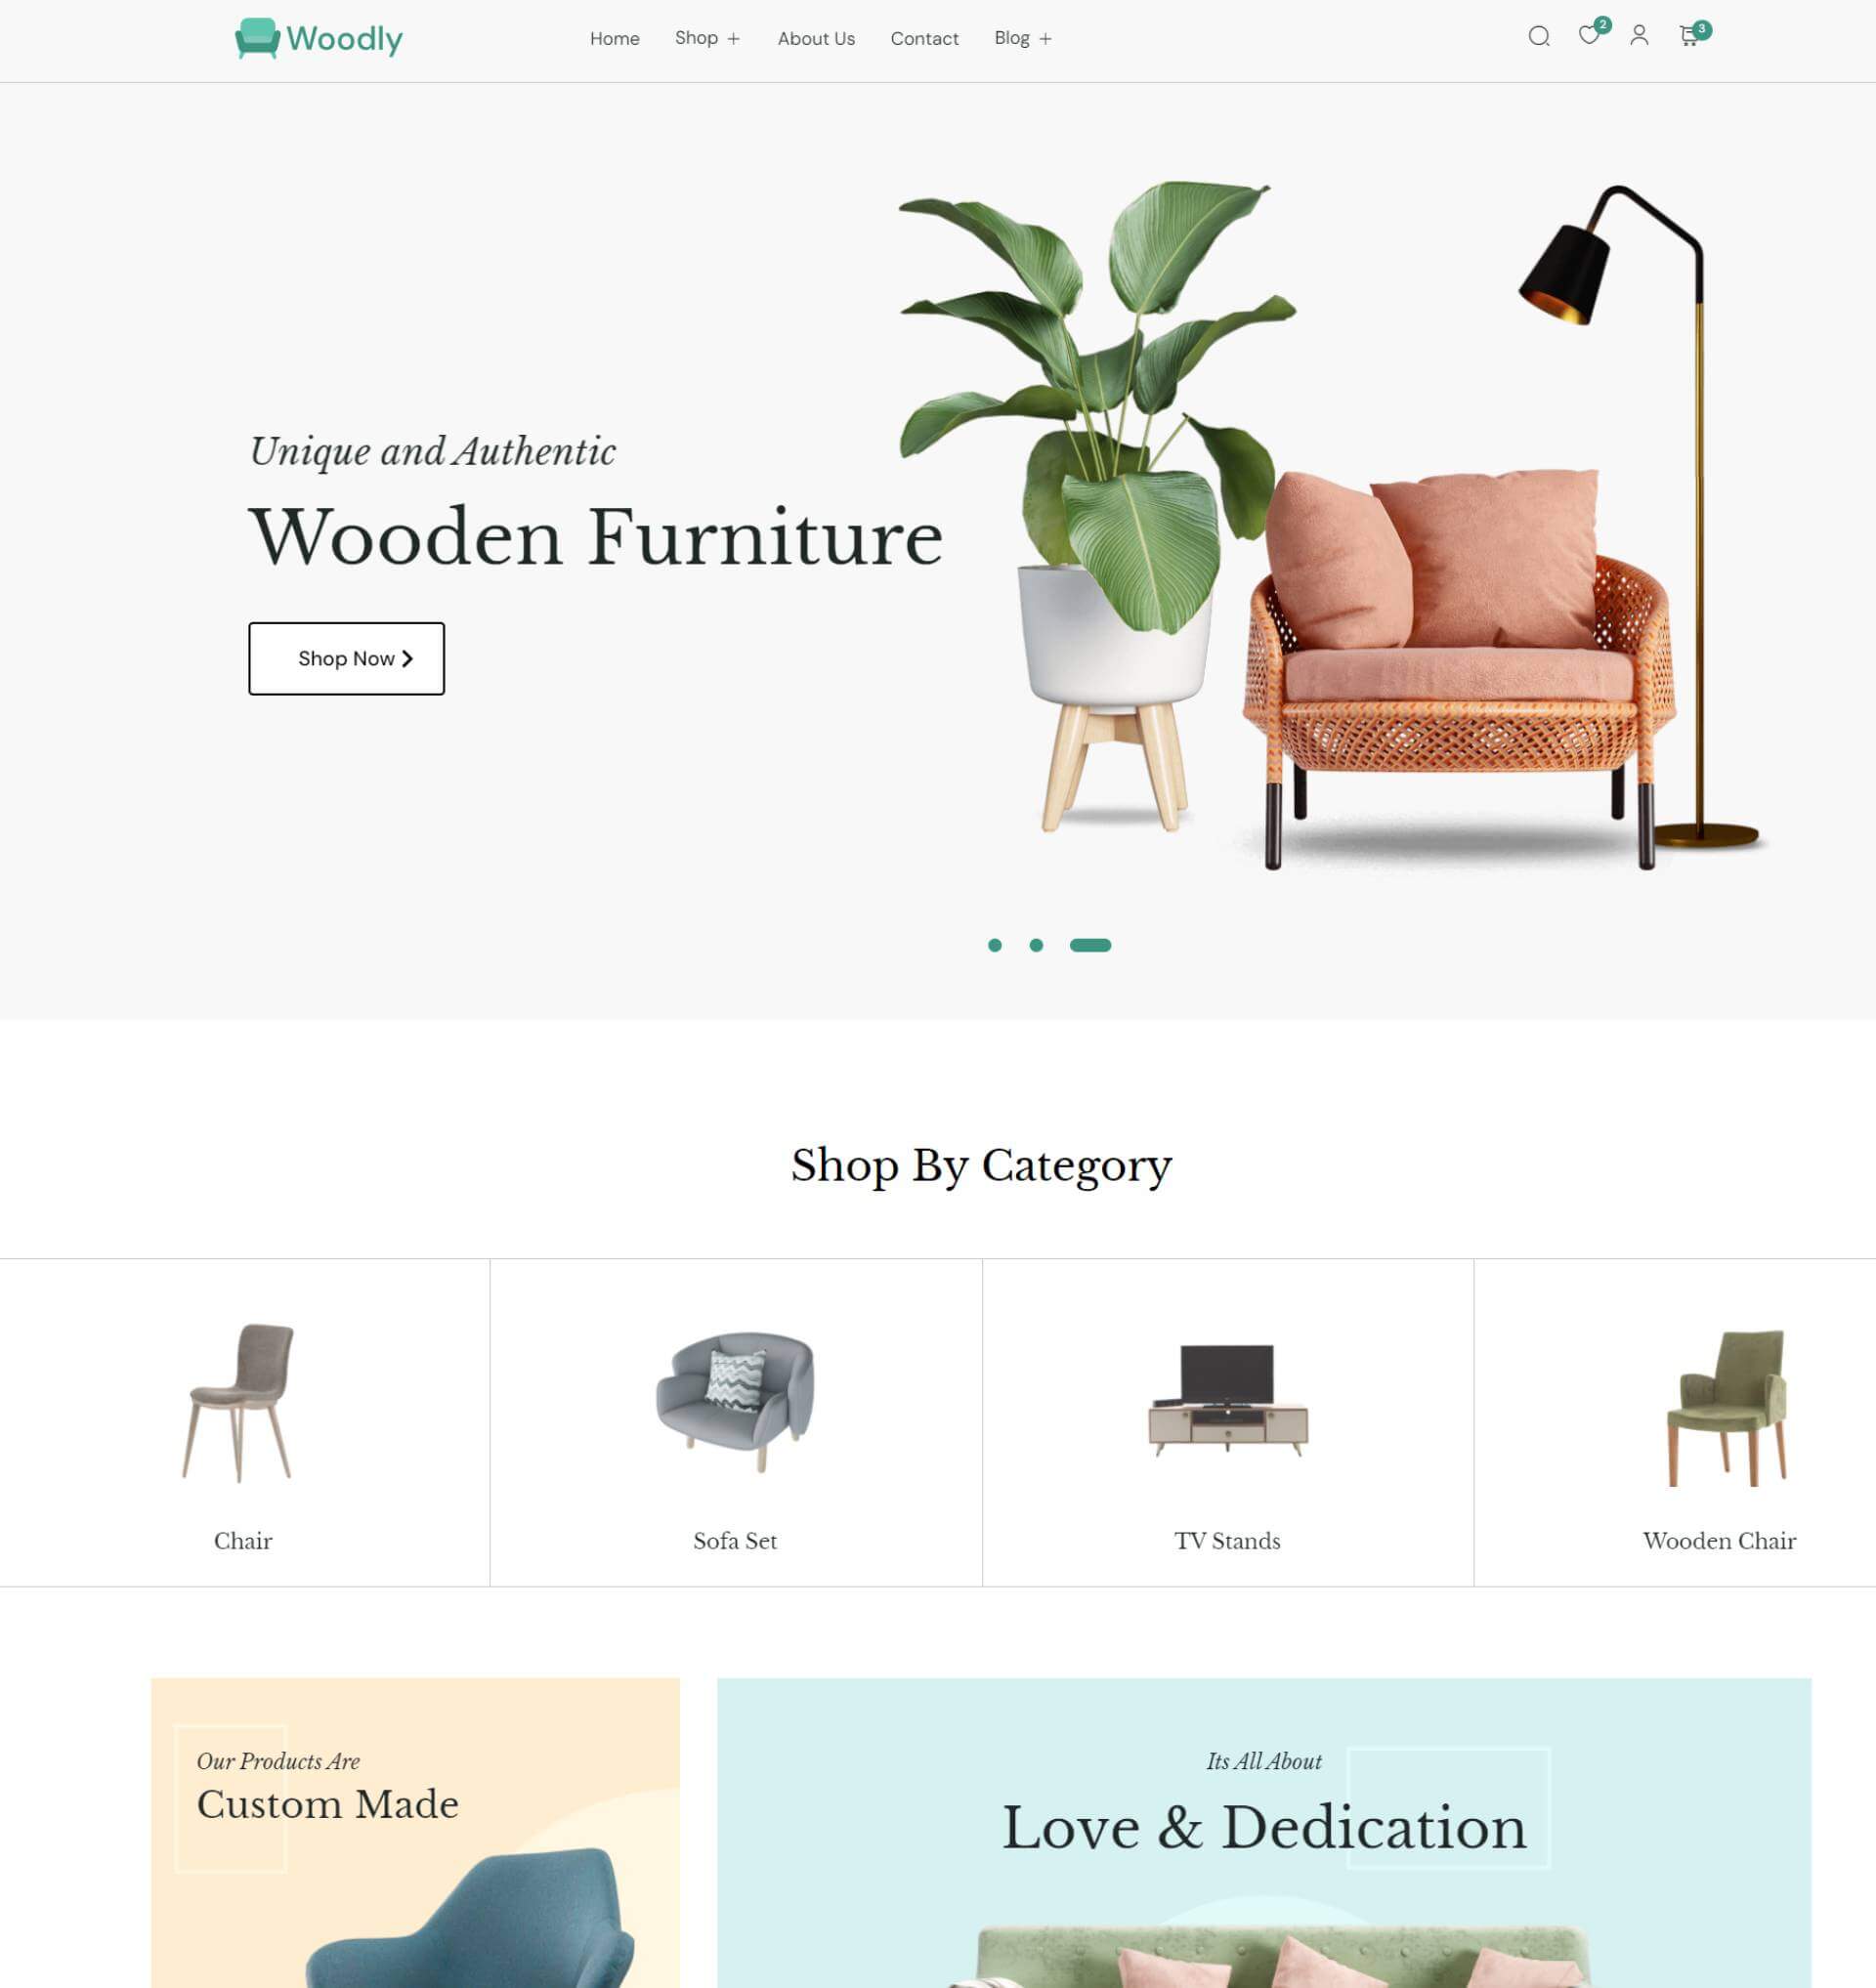 Woodly
Home
Shop +
About Us
Contact
Blog +
2
3
Unique and Authentic
Wooden Furniture
Shop Now
Shop By Category
Chair
Sofa Set
TV Stands
Wooden Chair
Our Products Are
Custom Made
Its All About
Love & Dedication